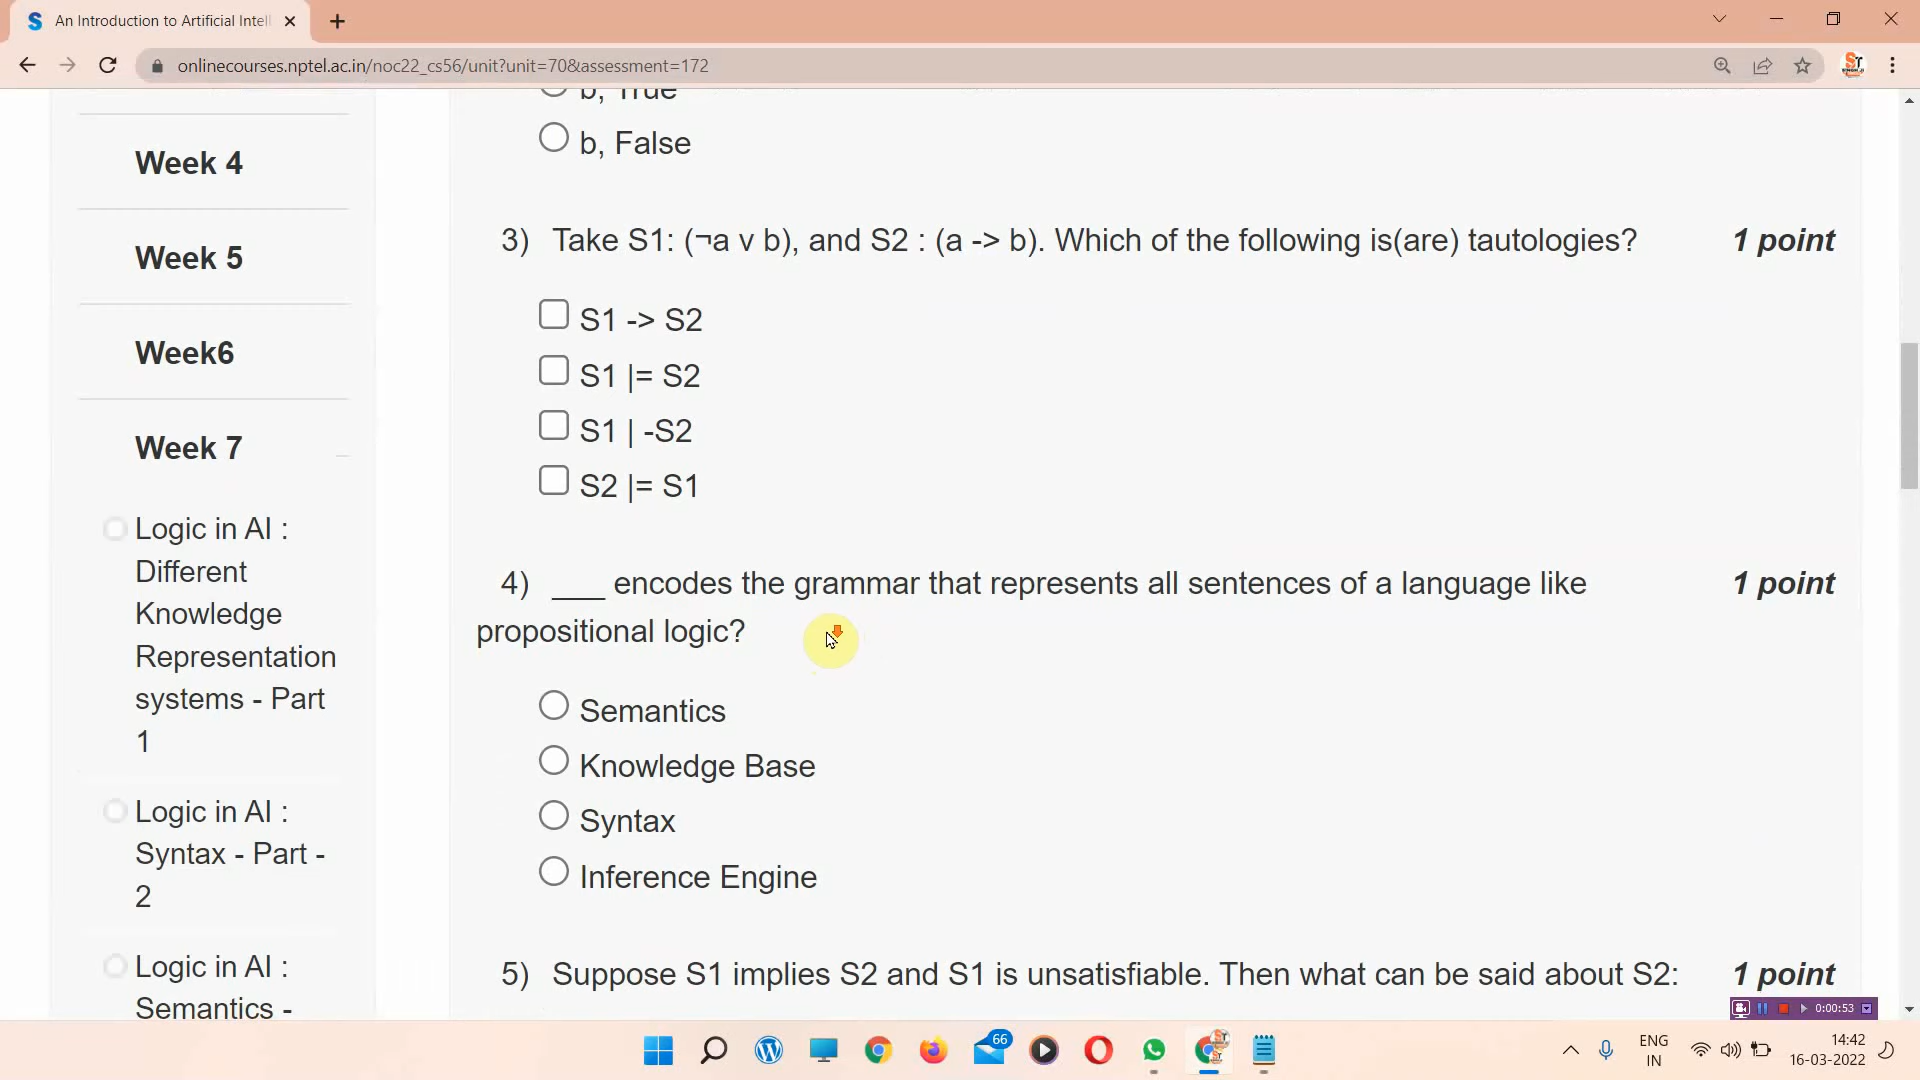 An Introduction to Artificial Intel
onlinecourses.nptel.ac.in/noc22_cs56/unit?unit=70&assessment=172
Week 4
Week 5
Week6
Week 7
Logic in AI :
Different
Knowledge
Representation
systems - Part
1
Logic in AI :
Syntax - Part -
2
Logic in AI :
Semantics -
b, True
b, False
3) Take S1: (¬a v b), and S2 : (a -> b). Which of the following is(are) tautologies? 1 point
S1 -> S2
S1 |= S2
S1 | -S2
S2 |= S1
4) ___ encodes the grammar that represents all sentences of a language like 1 point
propositional logic?
Semantics
Knowledge Base
Syntax
Inference Engine
5) Suppose S1 implies S2 and S1 is unsatisfiable. Then what can be said about S2: 1 point
0:00:53
66
ENG
IN
14:42
16-03-2022